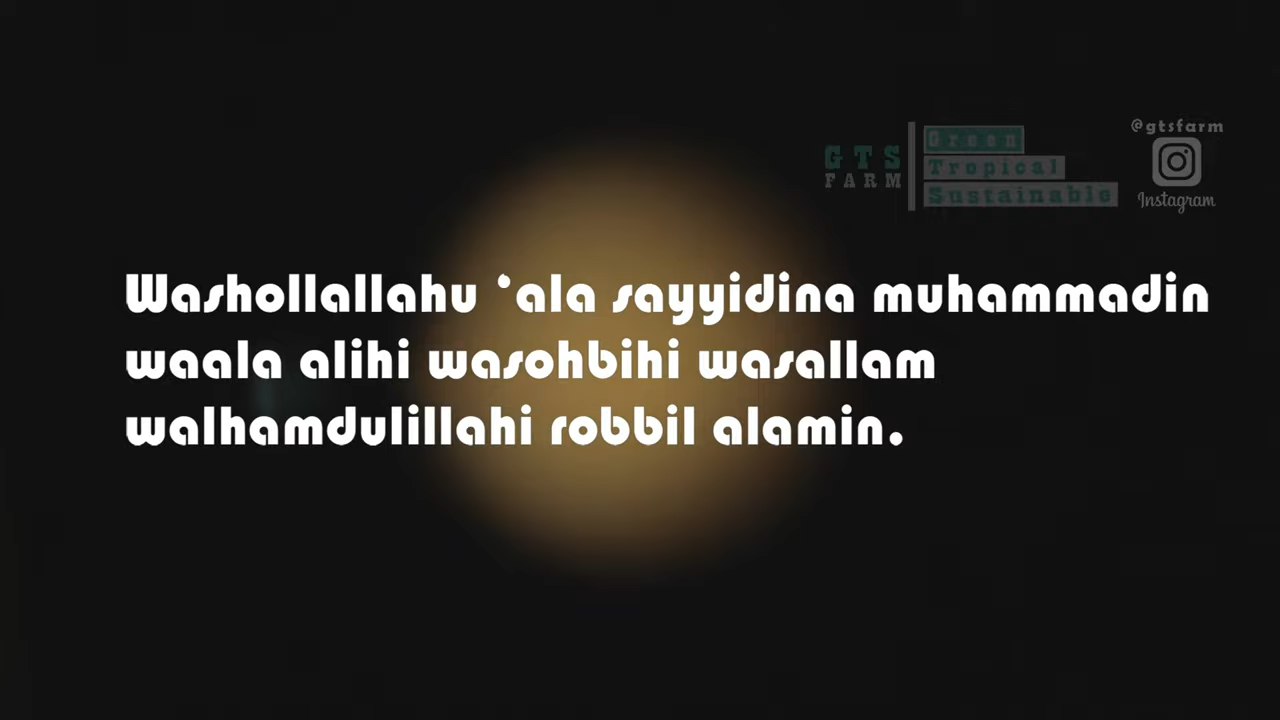 @gtsfarm
GTS
FARM
Green
Tropical
Sustainable
Instagram
Washollallahu 'ala sayyidina muhammadin
waala alihi wasohbihi wasallam
walhamdulillahi robbil alamin.